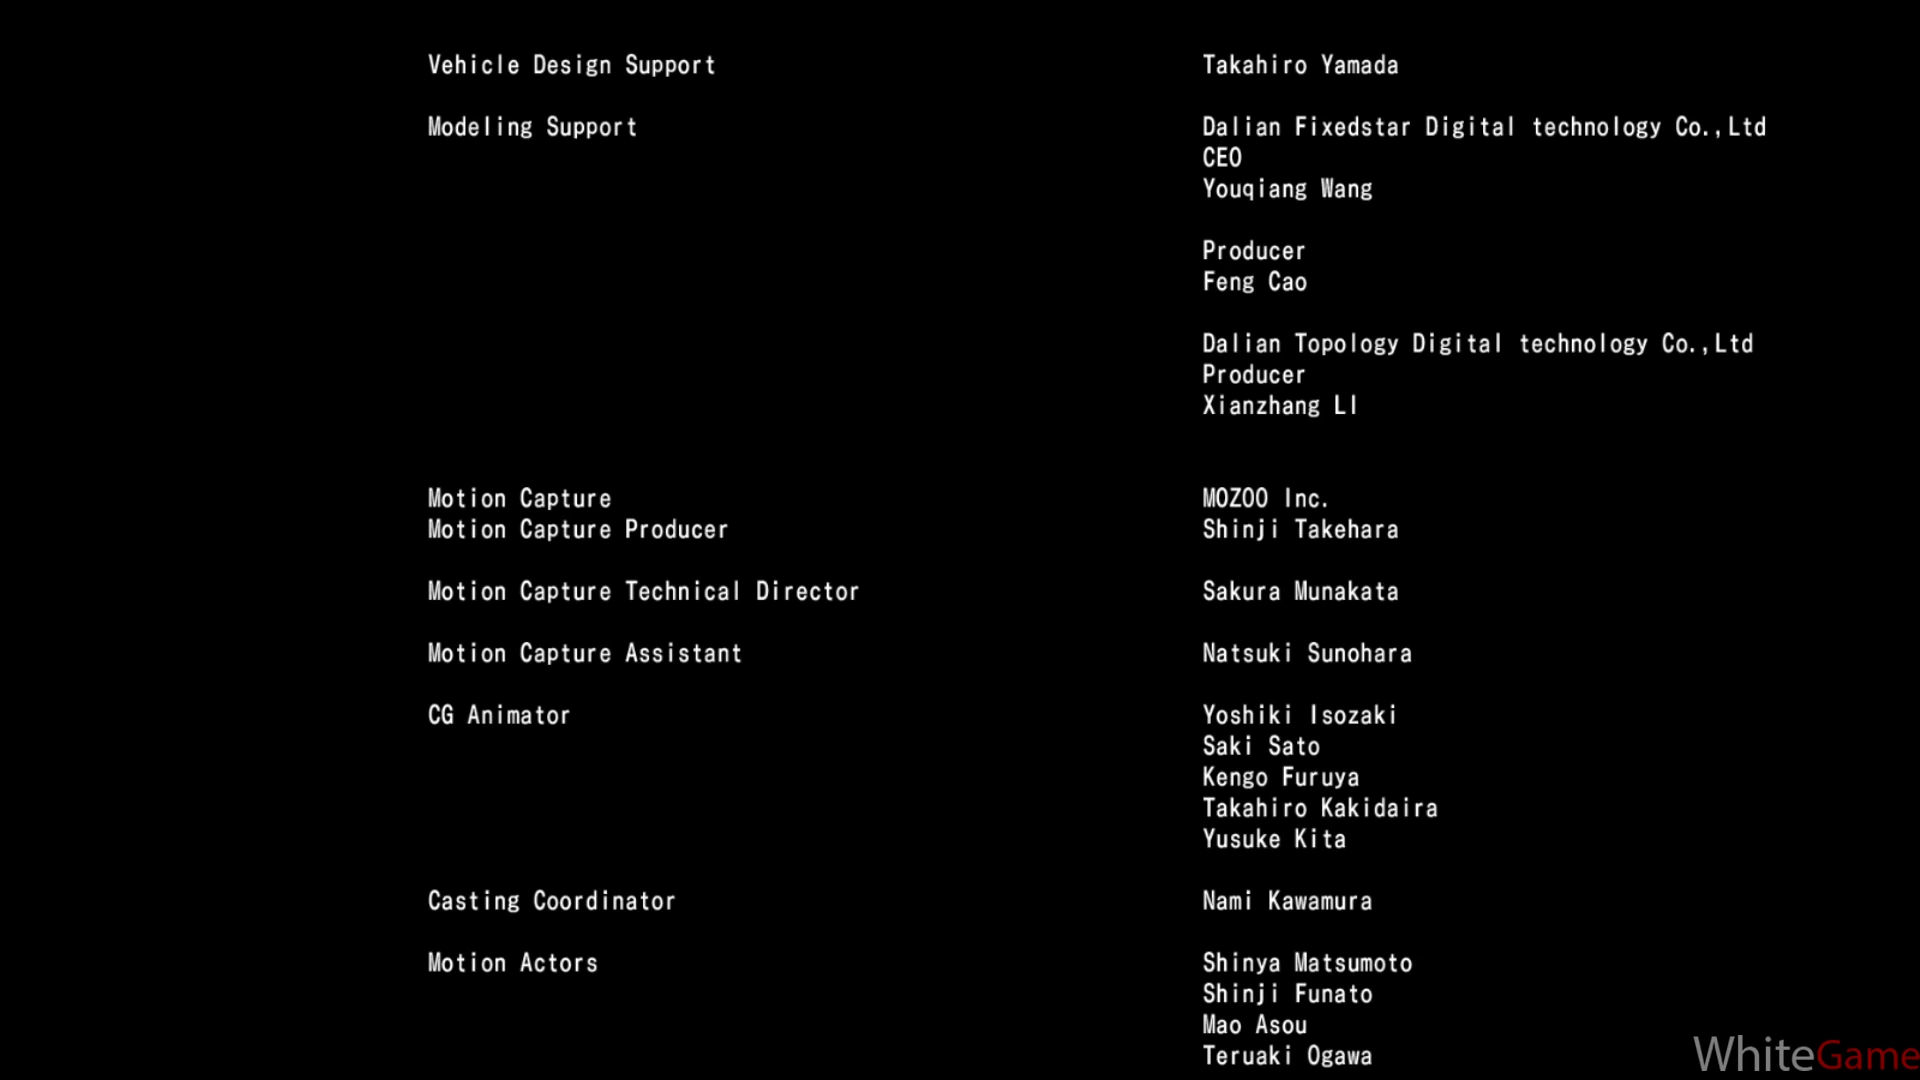 Vehicle Design Support Takahiro Yamada
Modeling Support Dalian Fixedstar Digital technology Co.,Ltd
CEO
Youqiang Wang
Producer
Feng Cao
Dalian Topology Digital technology Co.,Ltd
Producer
Xianzhang LI
Motion Capture MOZOO Inc.
Motion Capture Producer Shinji Takehara
Motion Capture Technical Director Sakura Munakata
Motion Capture Assistant Natsuki Sunohara
CG Animator Yoshiki Isozaki
Saki Sato
Kengo Furuya
Takahiro Kakidaira
Yusuke Kita
Casting Coordinator Nami Kawamura
Motion Actors Shinya Matsumoto
Shinji Funato
Mao Asou
Teruaki Ogawa
WhiteGame